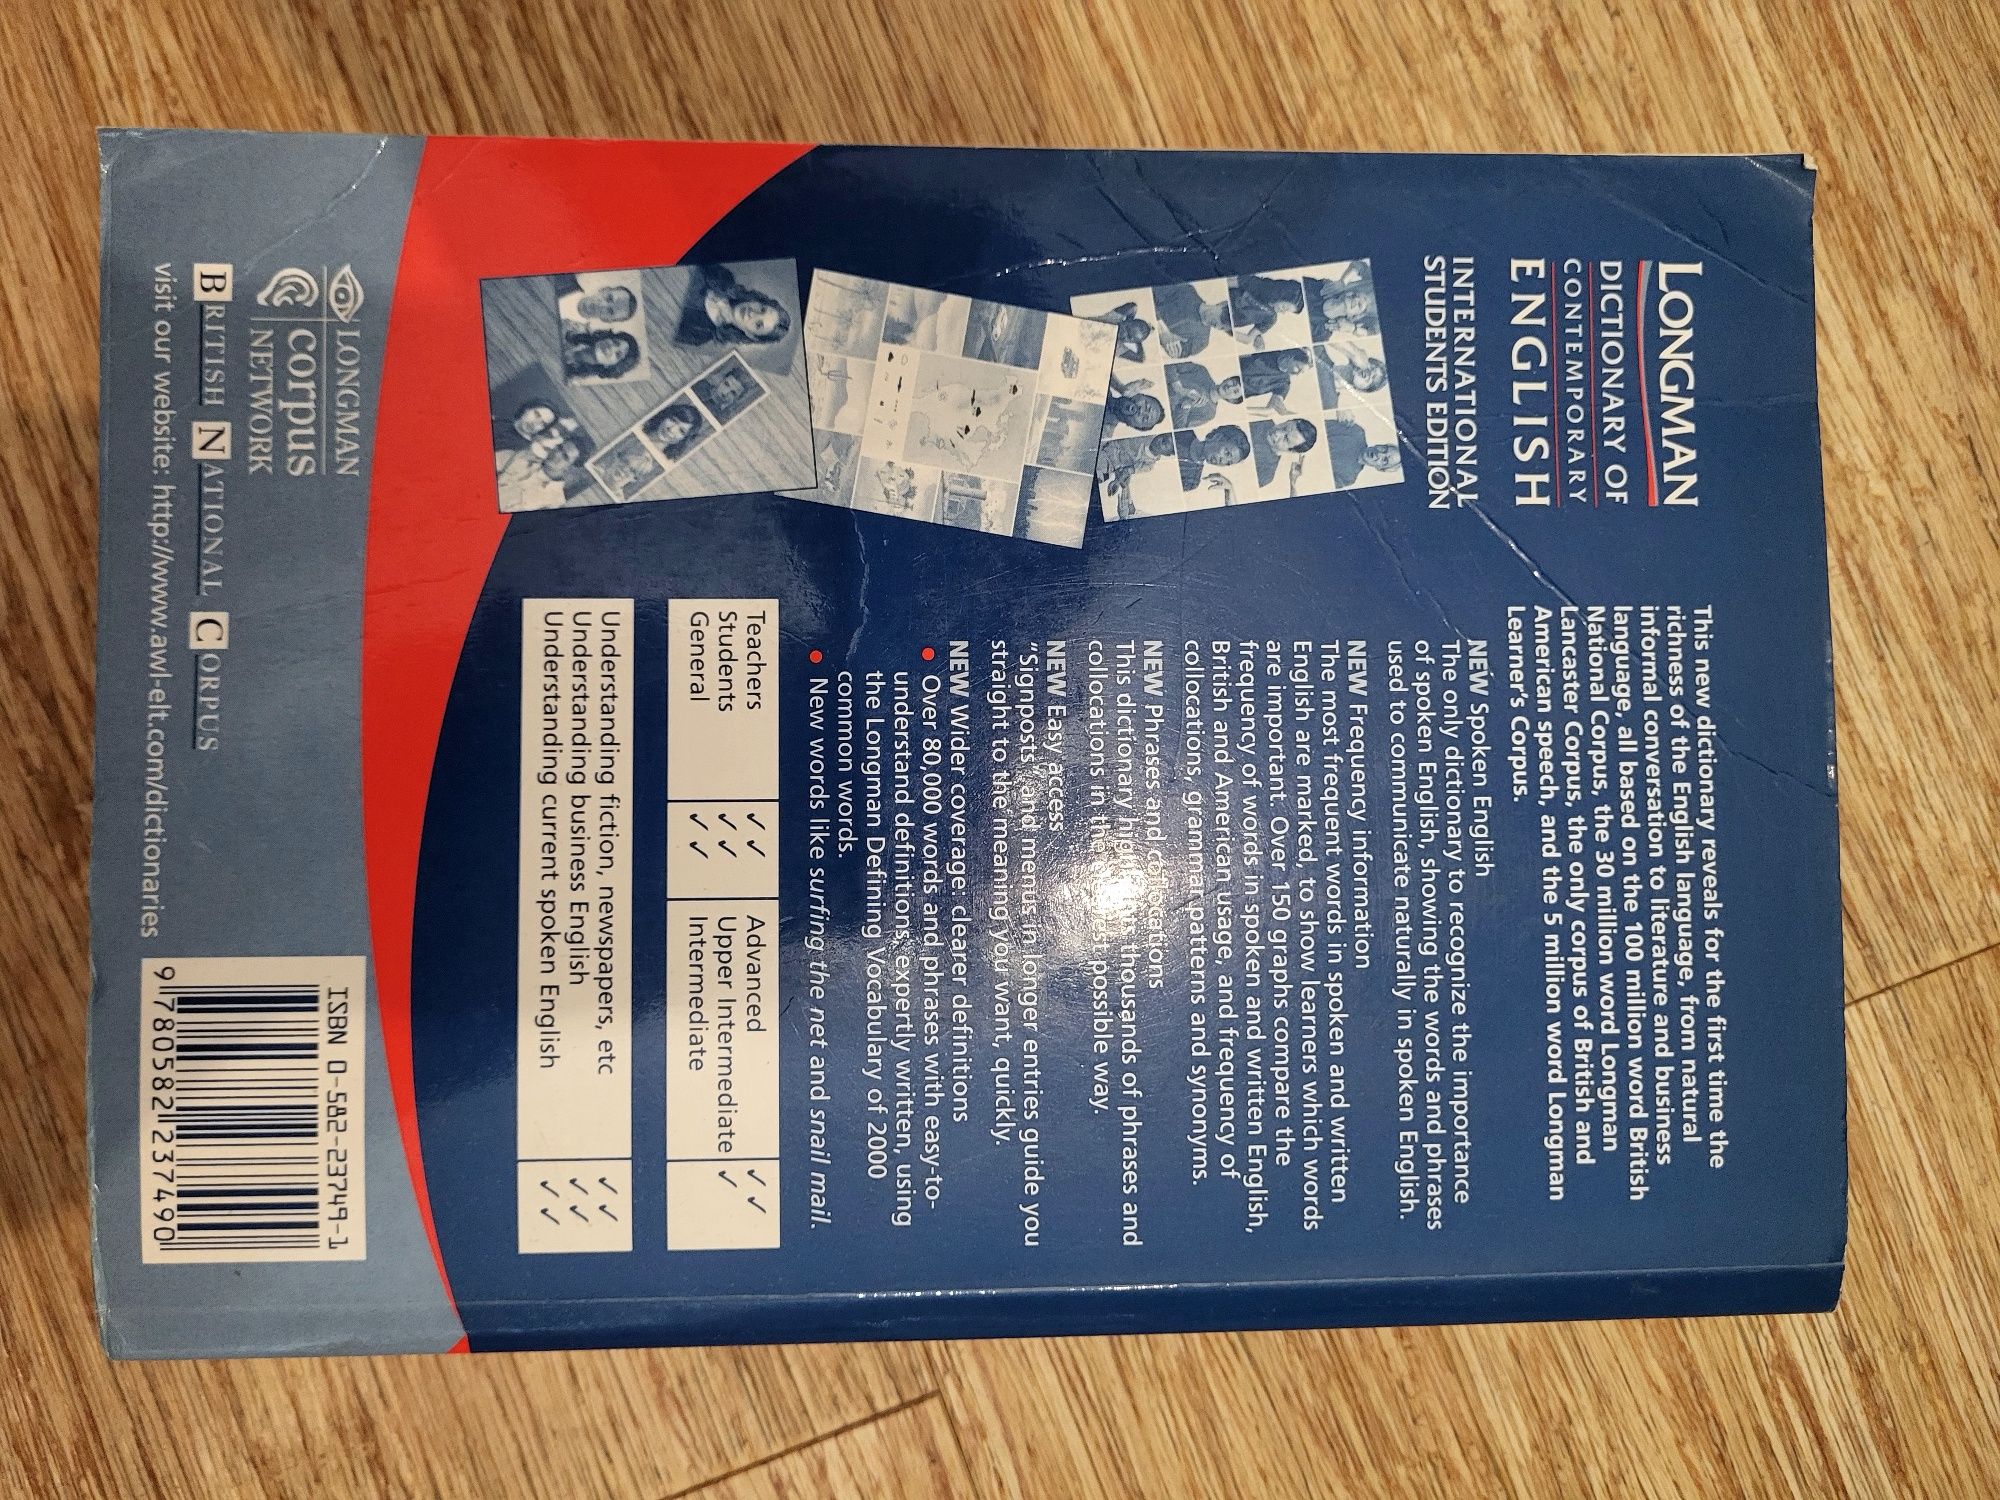 LONGMAN
DICTIONARY OF
CONTEMPORARY
ENGLISH
INTERNATIONAL
STUDENTS EDITION
This new dictionary reveals for the first time the
richness of the English language, from natural
informal conversation to literature and business
language, all based on the 100 million word British
National Corpus, the 30 million word Longman
Lancaster Corpus, the only corpus of British and
American speech, and the 5 million word Longman
Learner's Corpus.
NEW Spoken English
The only dictionary to recognize the importance
of spoken English, showing the words and phrases
used to communicate naturally in spoken English.
NEW Frequency information
The most frequent words in spoken and written
English are marked, to show learners which words
are important. Over 150 graphs compare the
frequency of words in spoken and written English,
British and American usage, and frequency of
collocations, grammar patterns and synonyms.
NEW Phrases and collocations
This dictionary thousands of phrases and
collocations in the possible way.
NEW Easy access
"Signposts" and menus in longer entries guide you
straight to the meaning you want, quickly.
NEW Wider coverage: clearer definitions
• Over 80,000 words and phrases with easy-to-
understand definitions, expertly written, using
the Longman Defining Vocabulary of 2000
common words.
• New words like surfing the net and snail mail.
Teachers ✓✓ Advanced ✓✓
Students ✓✓ Upper Intermediate ✓
General ✓✓ Intermediate
Understanding fiction, newspapers, etc ✓✓
Understanding business English ✓✓
Understanding current spoken English ✓✓
LONGMAN
corpus
NETWORK
BRITISH NATIONAL CORPUS
visit our website: http://www.awl-elt.com/dictionaries
ISBN 0-582-23749-1
9 780582 237490